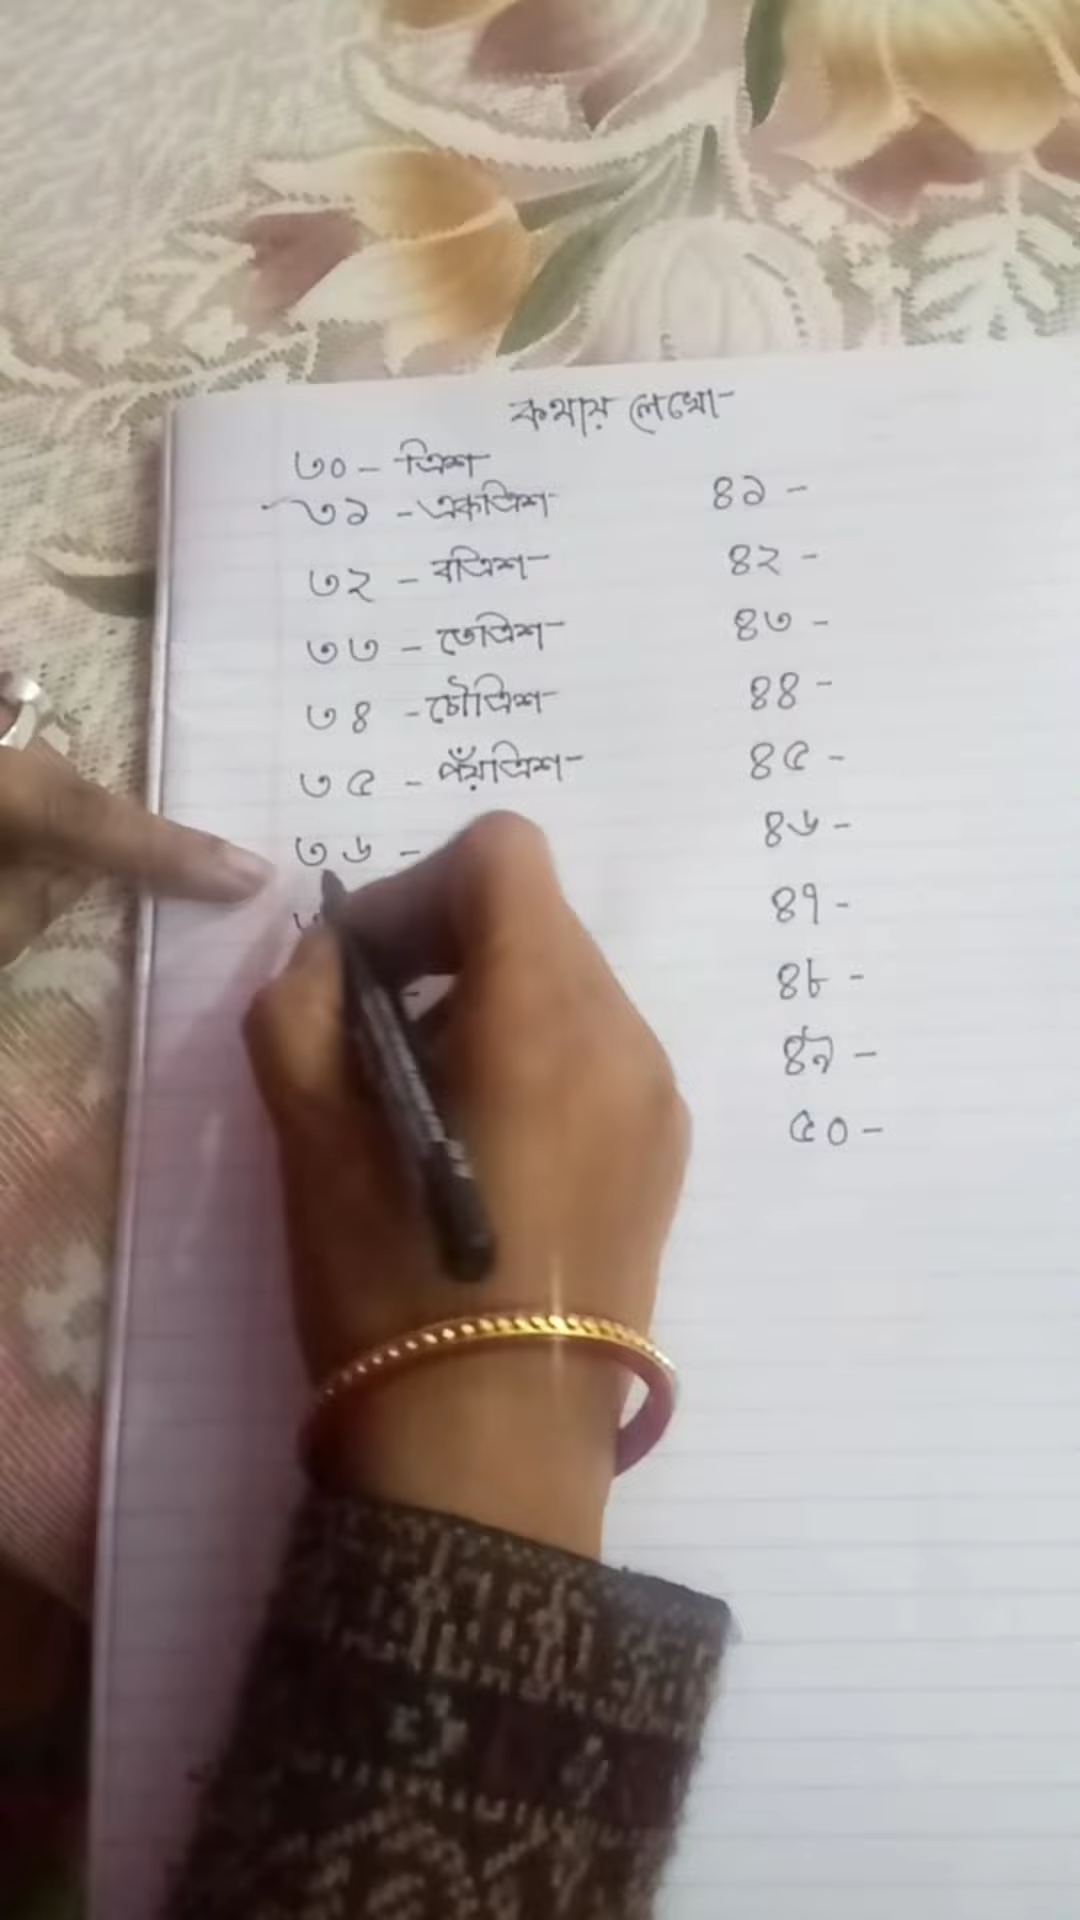 কথায় লেখো
৩০ - ত্রিশ
৩১ - একত্রিশ
৩২ - বত্রিশ
৩৩ - তেত্রিশ
৩৪ - চৌত্রিশ
৩৫ - পঁয়ত্রিশ
৩৬ -
৪১ -
৪২ -
৪৩ -
৪৪ -
৪৫ -
৪৬ -
৪৭ -
৪৮ -
৪৯ -
৫০ -